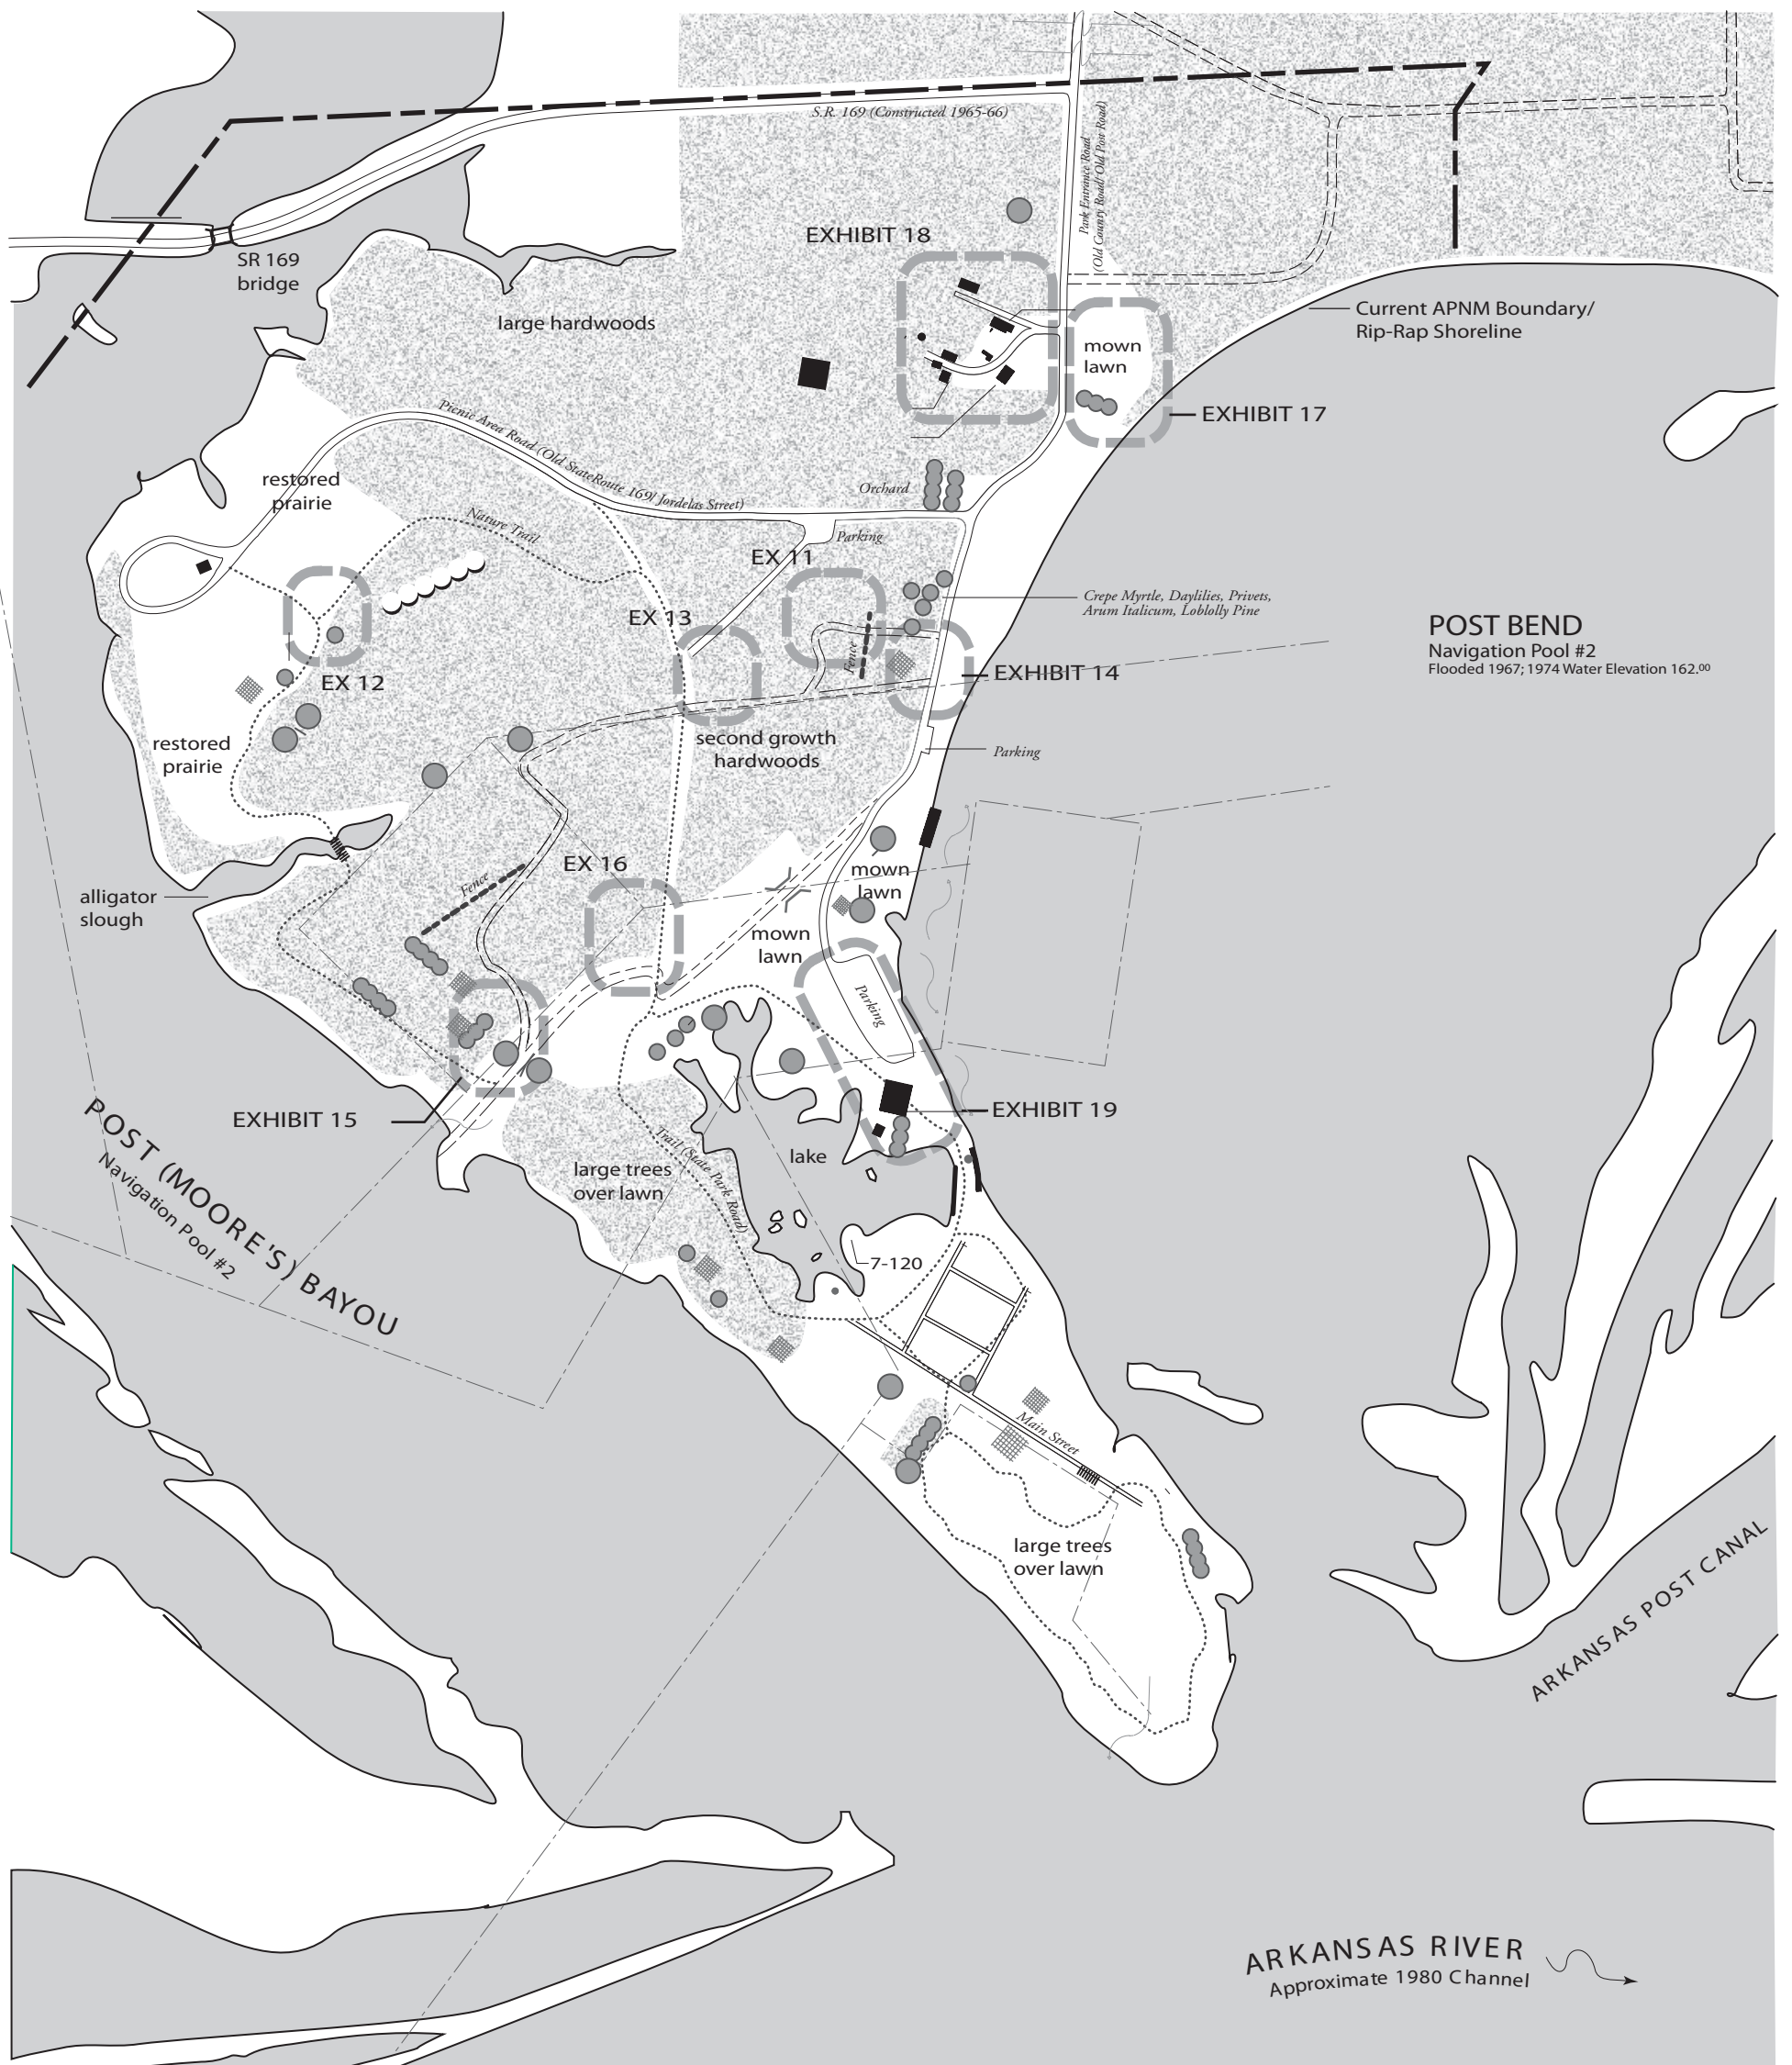 S.R. 169 (Constructed 1965-66)
Park Entrance Road
(Old County Road/ Old Post Road)
EXHIBIT 18
SR 169
bridge
large hardwoods
Current APNM Boundary/
Rip-Rap Shoreline
mown
lawn
EXHIBIT 17
Picnic Area Road (Old StateRoute 169/ Jordelas Street)
restored
prairie
Orchard
Nature Trail
Parking
EX 11
Crepe Myrtle, Daylilies, Privets,
Arum Italicum, Loblolly Pine
EX 13
POST BEND
Navigation Pool #2
Flooded 1967; 1974 Water Elevation 162.00
Fence
EXHIBIT 14
EX 12
restored
prairie
second growth
hardwoods
Parking
EX 16
mown
lawn
Fence
alligator
slough
mown
lawn
Parking
EXHIBIT 15
EXHIBIT 19
POST (MOORE'S) BAYOU
Navigation Pool #2
Trail (State Park Road)
lake
large trees
over lawn
7-120
Main Street
large trees
over lawn
ARKANSAS POST CANAL
ARKANSAS RIVER
Approximate 1980 Channel